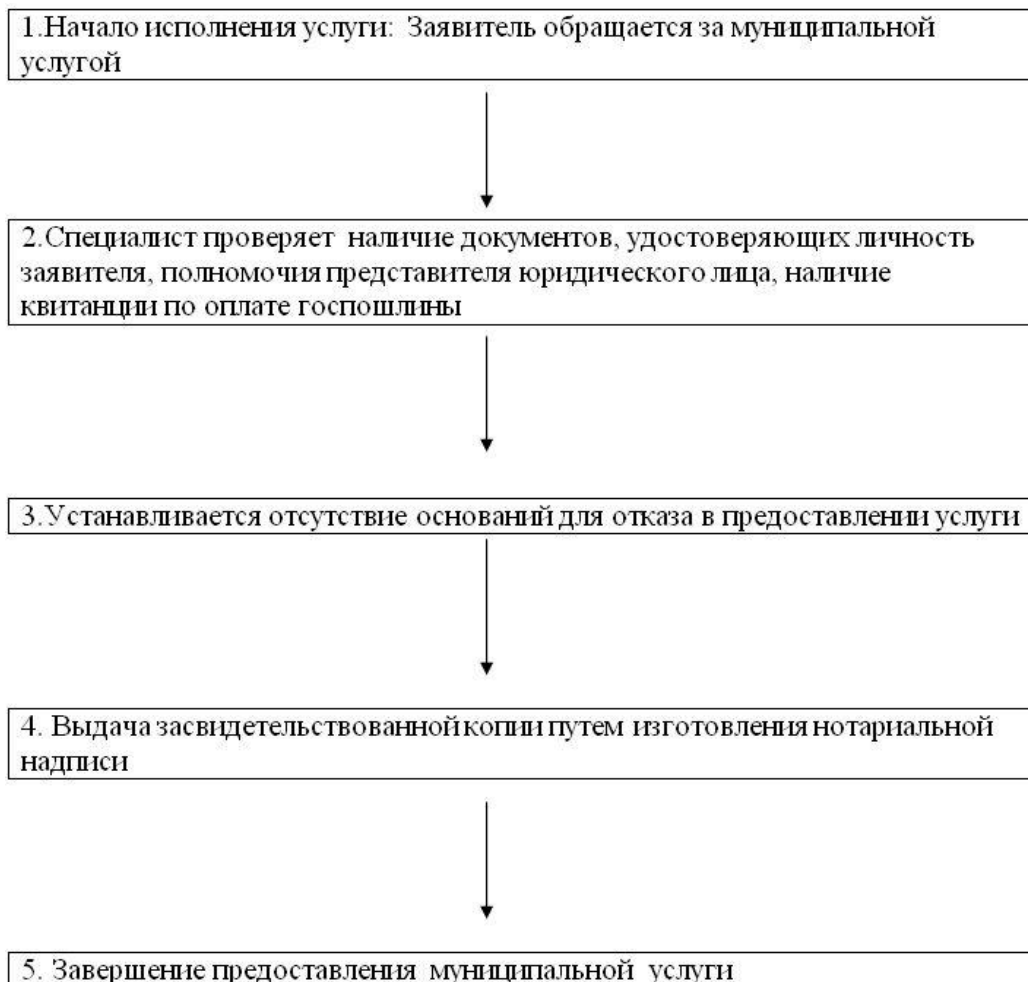 1.Начало исполнения услуги: Заявитель обращается за муниципальной
услугой
2.Специалист проверяет наличие документов, удостоверяющих личность
заявителя, полномочия представителя юридического лица, наличие
квитанции по оплате госпошлины
3.Устанавливается отсутствие оснований для отказа в предоставлении услуги
4. Выдача засвидетельствованной копии путем изготовления нотариальной
надписи
5. Завершение предоставления муниципальной услуги